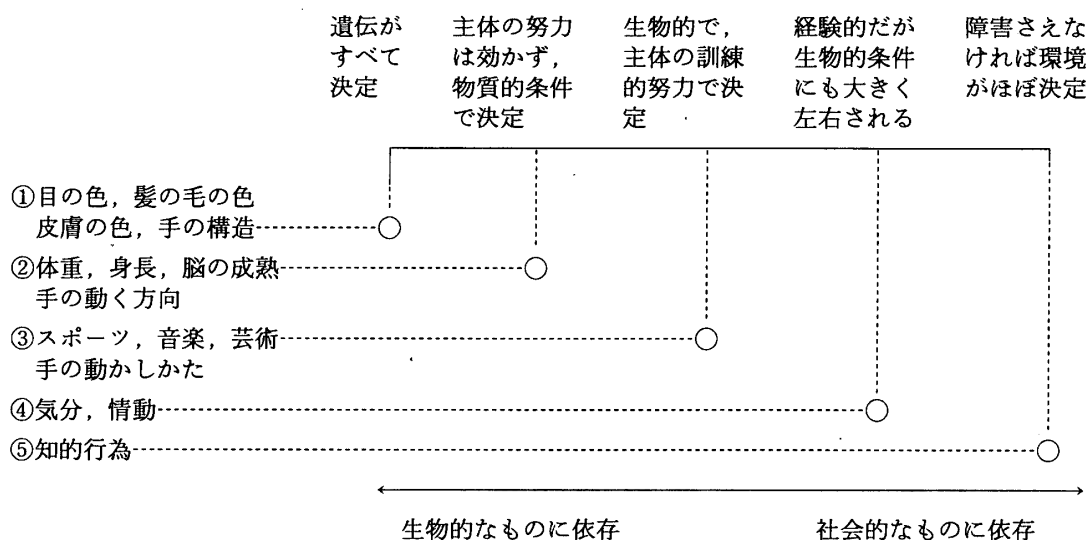 遺伝が
すべて
決定
主体の努力
は効かず，
物質的条件
で決定
生物的で，
主体の訓練
的努力で決
定
経験的だが
生物的条件
にも大きく
左右される
障害さえな
ければ環境
がほぼ決定
①目の色，髪の毛の色
皮膚の色，手の構造
②体重，身長，脳の成熟
手の動く方向
③スポーツ，音楽，芸術
手の動かしかた
④気分，情動
⑤知的行為
生物的なものに依存
社会的なものに依存